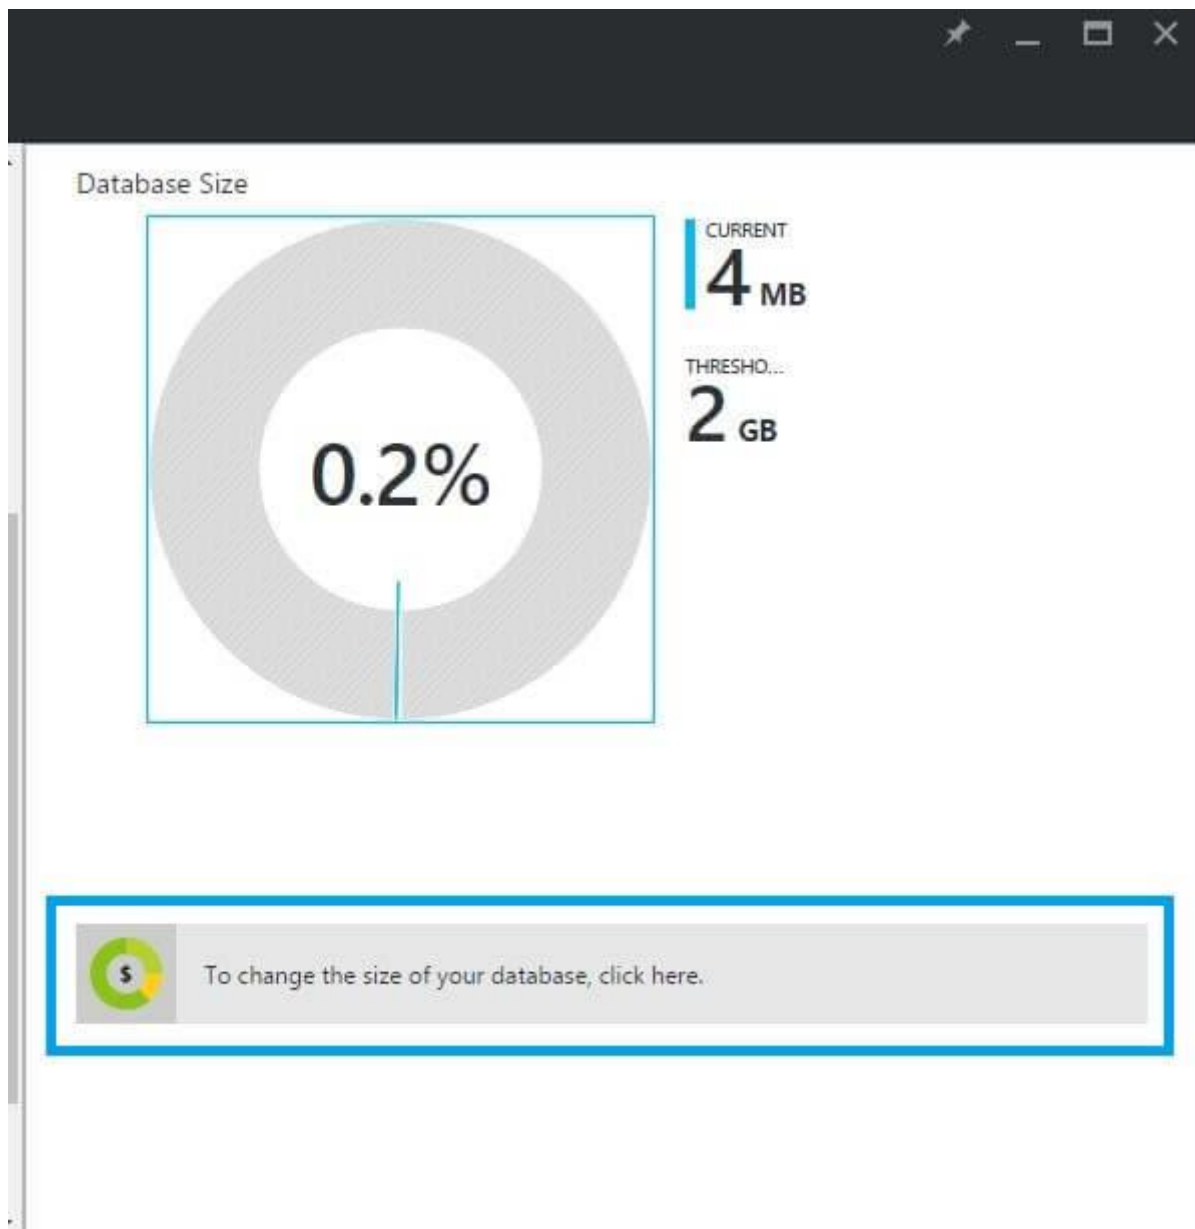 Database Size
CURRENT
4 MB
THRESHO...
2 GB
0.2%
$
To change the size of your database, click here.